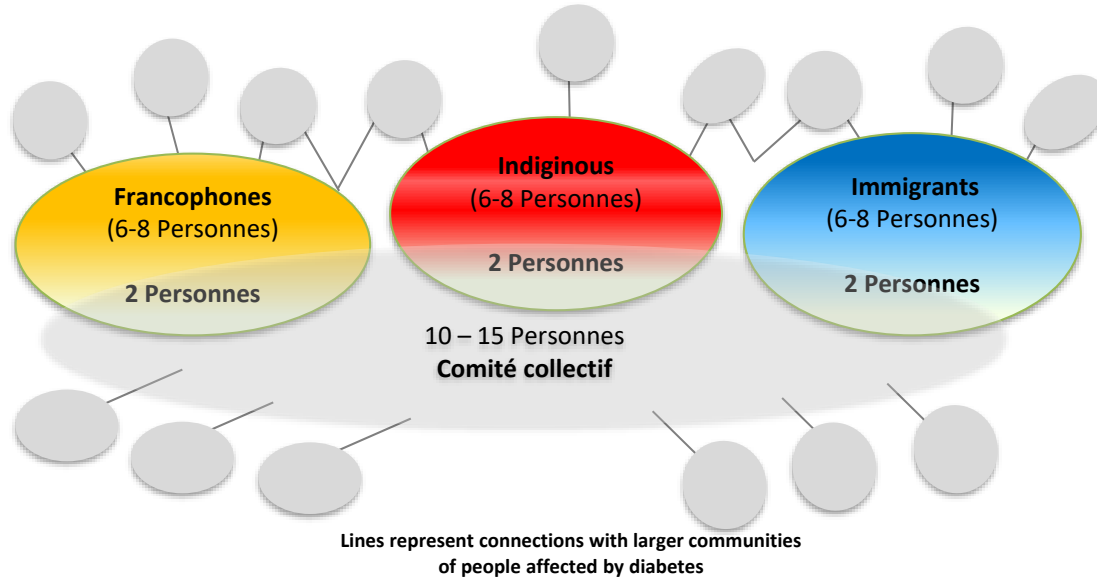 Francophones
(6-8 Personnes)
2 Personnes
Indiginous
(6-8 Personnes)
2 Personnes
Immigrants
(6-8 Personnes)
2 Personnes
10 – 15 Personnes
Comité collectif
Lines represent connections with larger communities
of people affected by diabetes